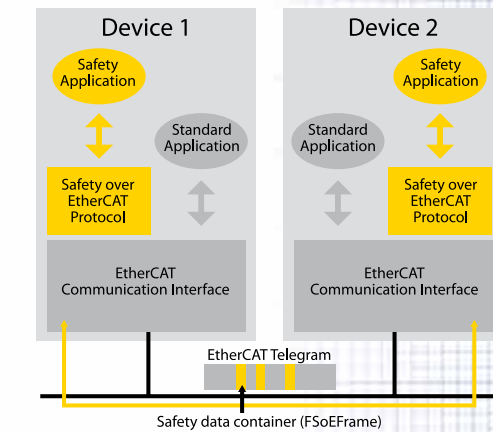 Device 1
Safety
Application
Standard
Application
Safety over
EtherCAT
Protocol
EtherCAT
Communication Interface
Device 2
Safety
Application
Standard
Application
Safety over
EtherCAT
Protocol
EtherCAT
Communication Interface
EtherCAT Telegram
Safety data container (FSoEFrame)